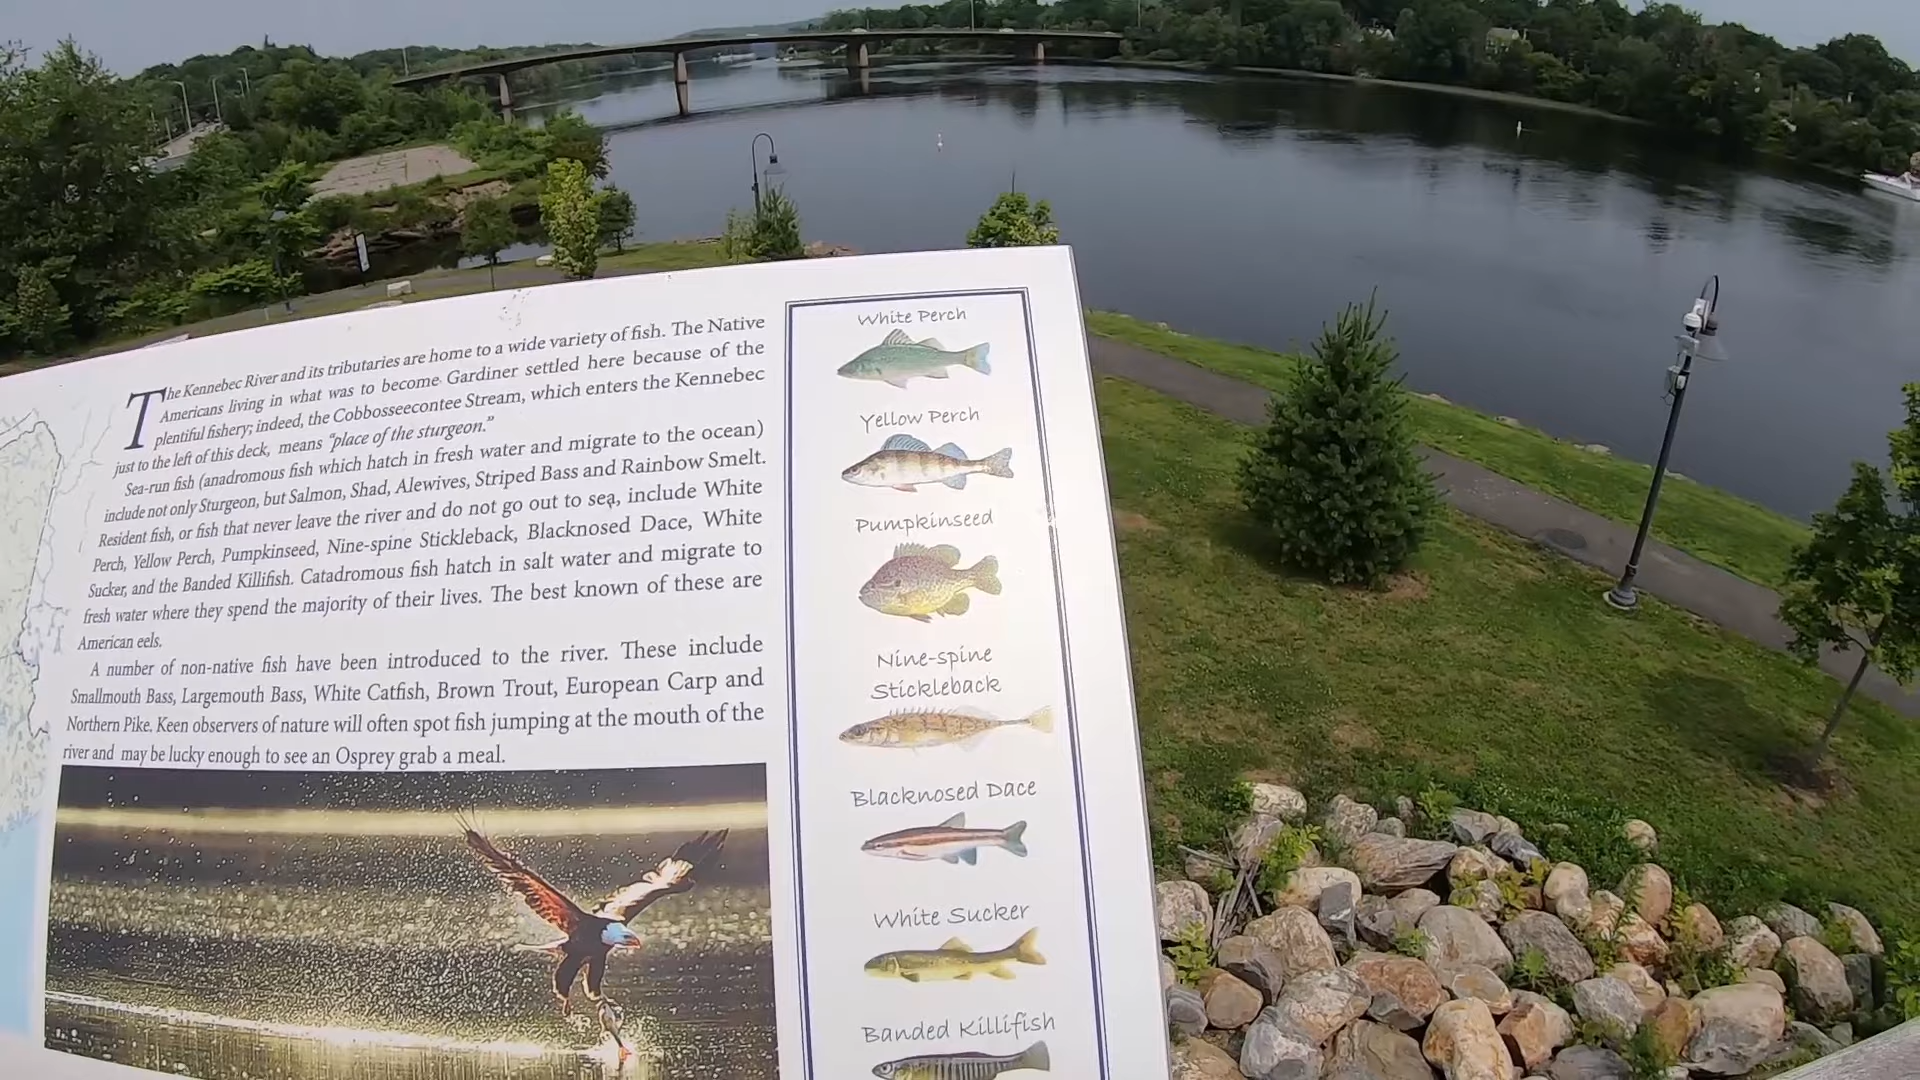 The Kennebec River and its tributaries are home to a wide variety of fish. The Native
Americans living in what was to become Gardiner settled here because of the
plentiful fishery; indeed, the Cobbosseecontee Stream, which enters the Kennebec
just to the left of this deck, means “place of the sturgeon.”
Sea-run fish (anadromous fish which hatch in fresh water and migrate to the ocean)
include not only Sturgeon, but Salmon, Shad, Alewives, Striped Bass and Rainbow Smelt.
Resident fish, or fish that never leave the river and do not go out to sea, include White
Perch, Yellow Perch, Pumpkinseed, Nine-spine Stickleback, Blacknosed Dace, White
Sucker, and the Banded Killifish. Catadromous fish hatch in salt water and migrate to
fresh water where they spend the majority of their lives. The best known of these are
American eels.
A number of non-native fish have been introduced to the river. These include
Smallmouth Bass, Largemouth Bass, White Catfish, Brown Trout, European Carp and
Northern Pike. Keen observers of nature will often spot fish jumping at the mouth of the
river and may be lucky enough to see an Osprey grab a meal.
White Perch
Yellow Perch
Pumpkinseed
Nine-spine
Stickleback
Blacknosed Dace
White Sucker
Banded Killifish